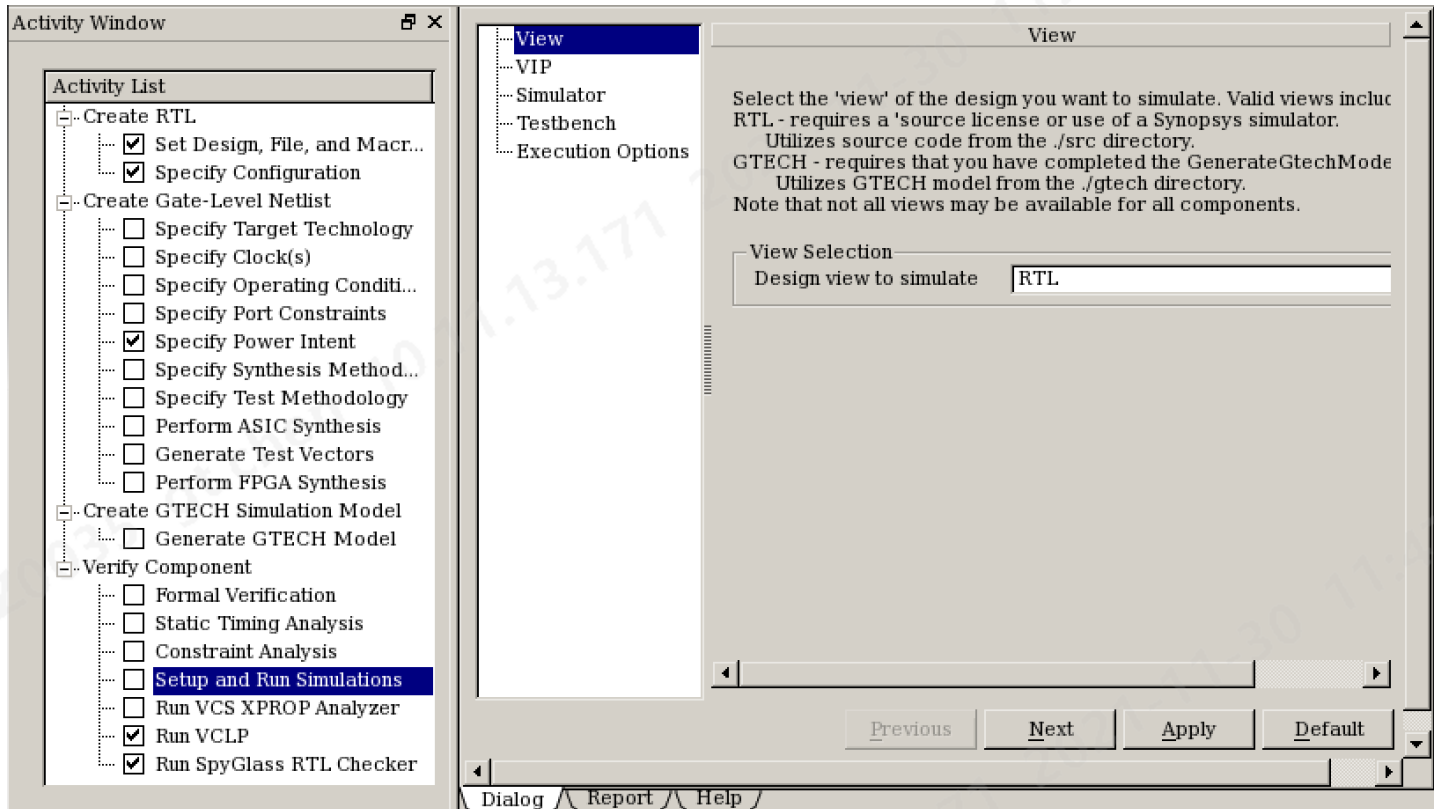 Activity Window
Activity List
Create RTL
Set Design, File, and Macr...
Specify Configuration
Create Gate-Level Netlist
Specify Target Technology
Specify Clock(s)
Specify Operating Conditi...
Specify Port Constraints
Specify Power Intent
Specify Synthesis Method...
Specify Test Methodology
Perform ASIC Synthesis
Generate Test Vectors
Perform FPGA Synthesis
Create GTECH Simulation Model
Generate GTECH Model
Verify Component
Formal Verification
Static Timing Analysis
Constraint Analysis
Setup and Run Simulations
Run VCS XPROP Analyzer
Run VCLP
Run SpyGlass RTL Checker
View
VIP
Simulator
Testbench
Execution Options
View
Select the 'view' of the design you want to simulate. Valid views includ
RTL - requires a 'source license or use of a Synopsys simulator.
Utilizes source code from the ./src directory.
GTECH - requires that you have completed the GenerateGtechMode
Utilizes GTECH model from the ./gtech directory.
Note that not all views may be available for all components.
View Selection
Design view to simulate RTL
Previous Next Apply Default
Dialog Report Help